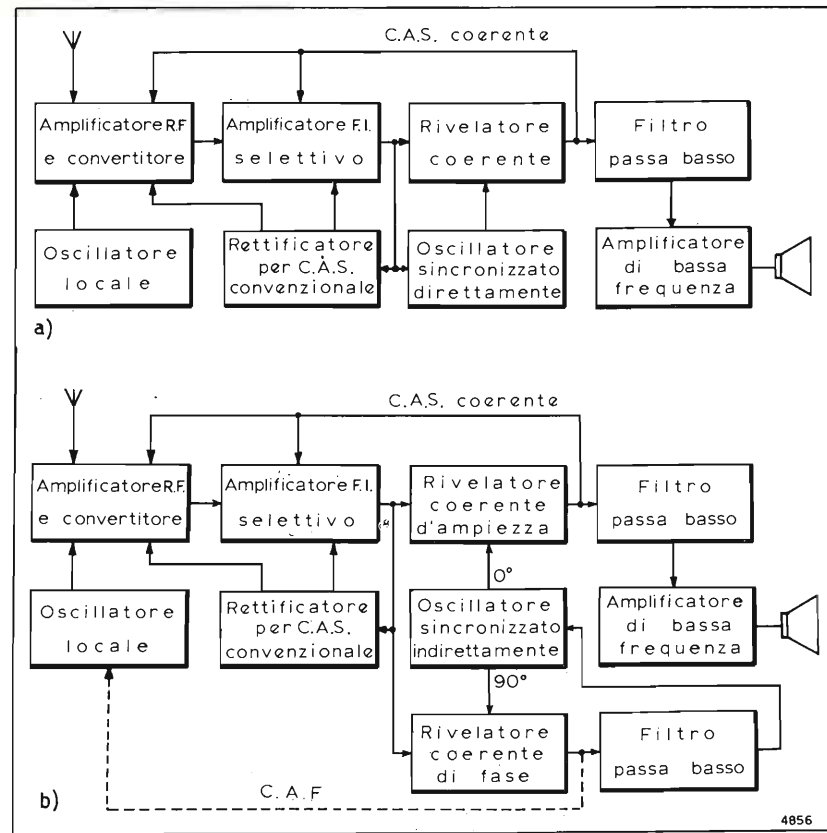 C.A.S. coerente
Amplificatore R.F.
e convertitore
Amplificatore F.I.
selettivo
Rivelatore
coerente
Filtro
passa basso
Oscillatore
locale
Rettificatore
per C.A.S.
convenzionale
Oscillatore
sincronizzato
direttamente
Amplificatore
di bassa
frequenza
a)
C.A.S. coerente
Amplificatore R.F.
e convertitore
Amplificatore F.I.
selettivo
Rivelatore
coerente
d'ampiezza
Filtro
passa basso
0°
Oscillatore
locale
Rettificatore
per C.A.S.
convenzionale
Oscillatore
sincronizzato
indirettamente
Amplificatore
di bassa
frequenza
90°
Rivelatore
coerente
di fase
Filtro
passa basso
C.A.F
b)
4856